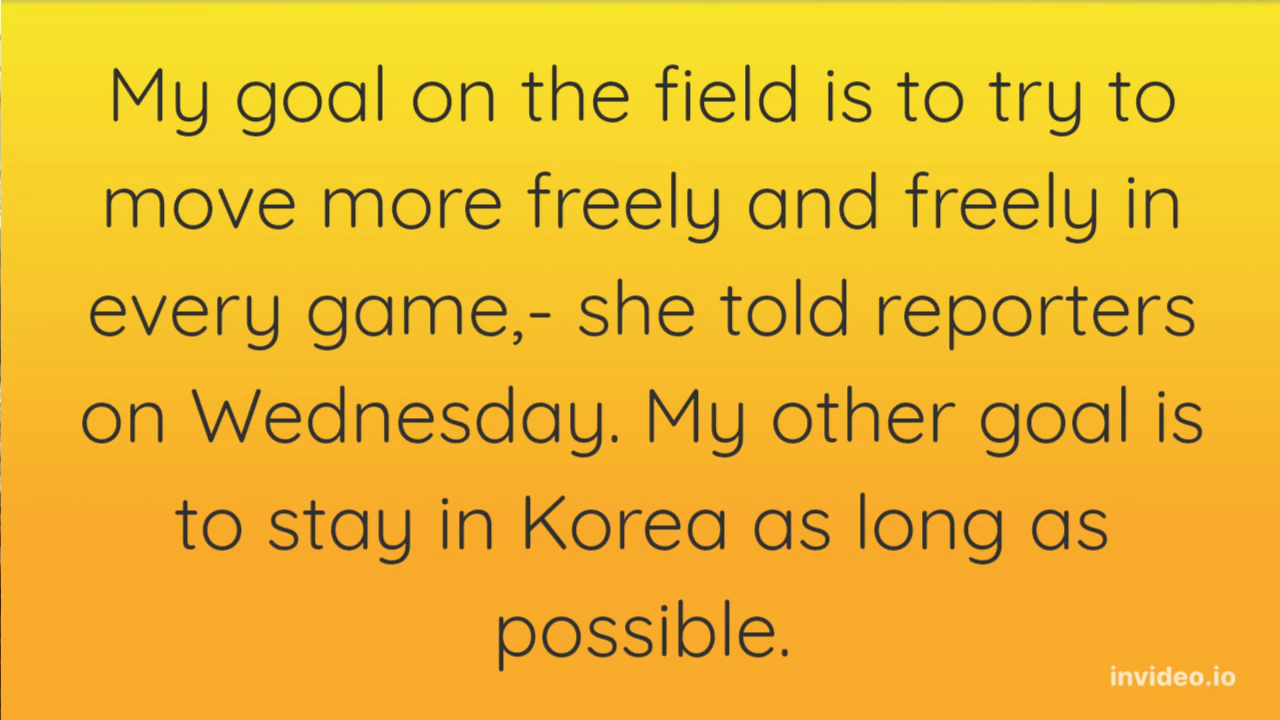 My goal on the field is to try to
move more freely and freely in
every game,- she told reporters
on Wednesday. My other goal is
to stay in Korea as long as
possible.
invideo.io